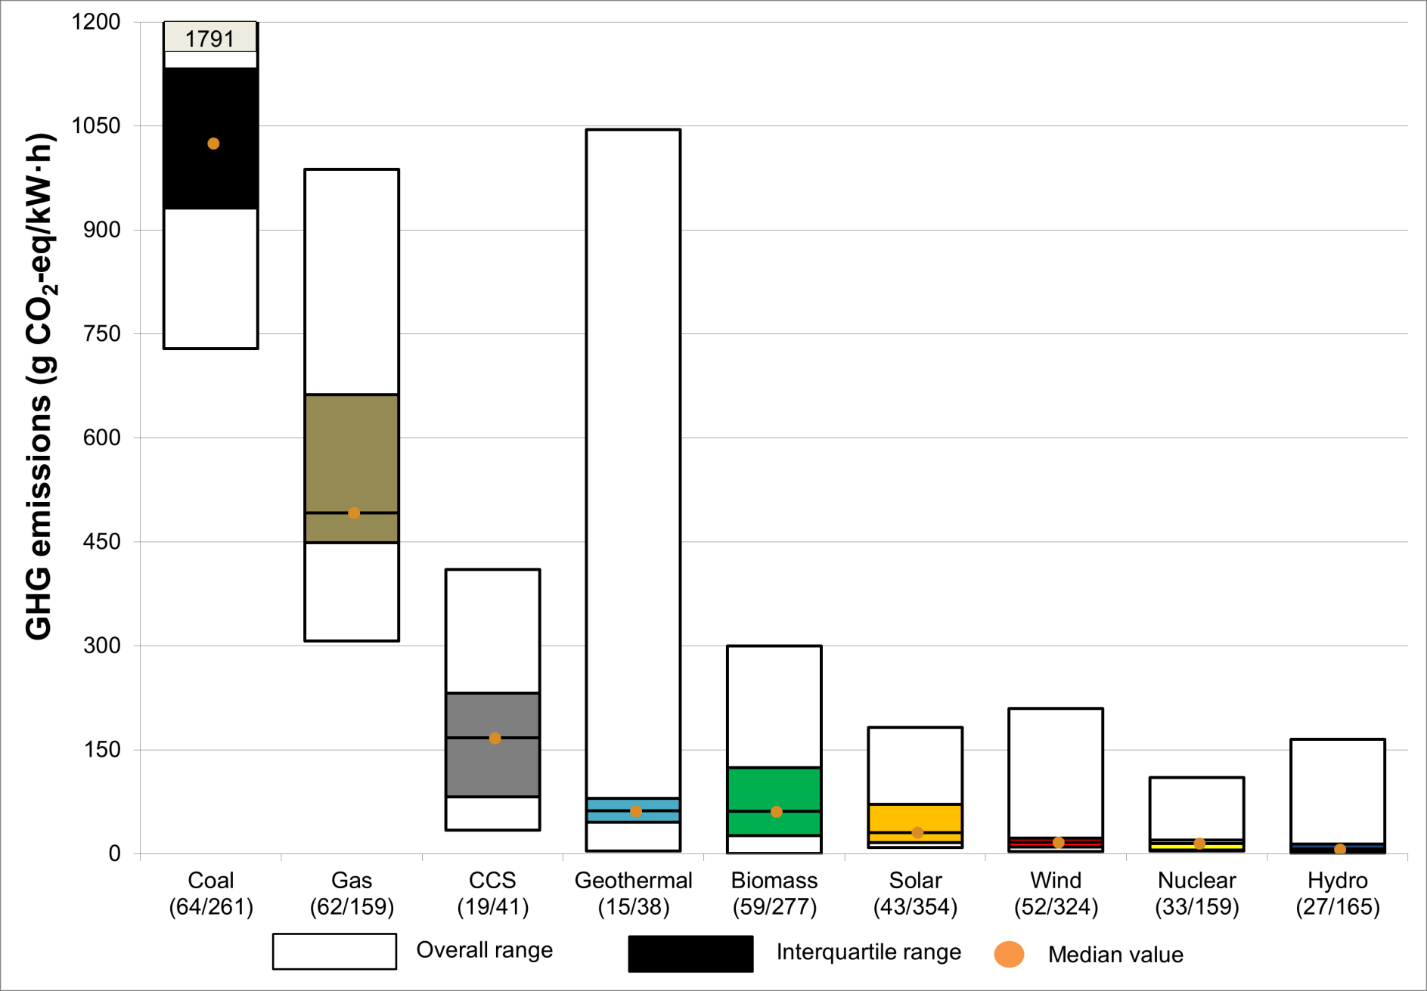 GHG emissions (g CO₂-eq/kW·h)
1200
1050
900
750
600
450
300
150
0
1791
Coal
(64/261)
Gas
(62/159)
CCS
(19/41)
Geothermal
(15/38)
Biomass
(59/277)
Solar
(43/354)
Wind
(52/324)
Nuclear
(33/159)
Hydro
(27/165)
Overall range
Interquartile range
Median value